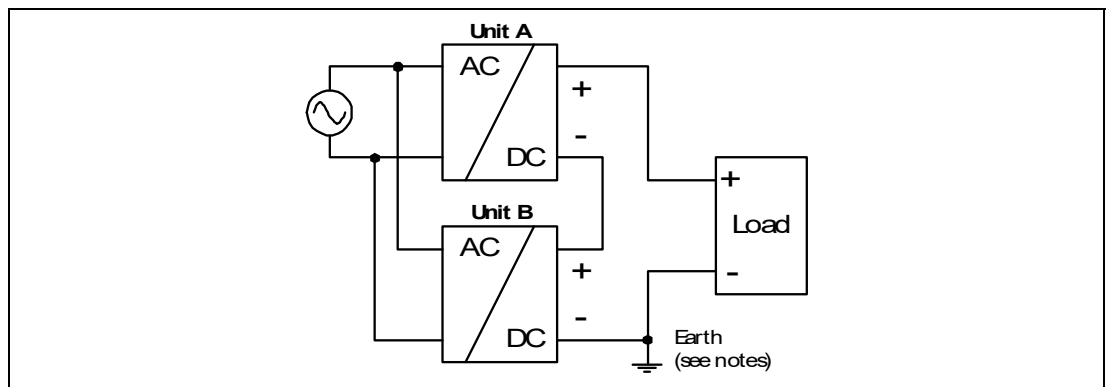 Unit A
AC
+
-
DC
+
Load
-
Unit B
AC
+
-
DC
Earth
(see notes)